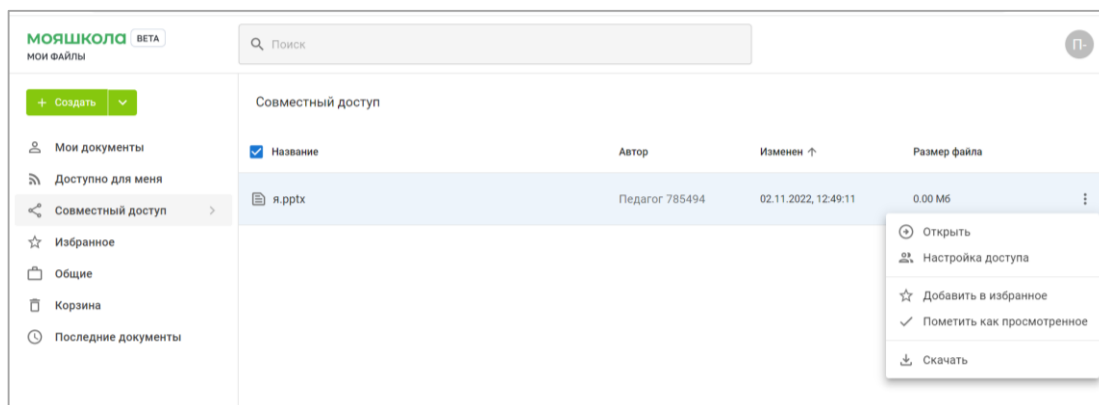 МОЯШКОЛА BETA
МОИ ФАЙЛЫ
Поиск
П-
+ Создать
Мои документы
Доступно для меня
Совместный доступ
Избранное
Общие
Корзина
Последние документы
Совместный доступ
Название Автор Изменен ↑ Размер файла
я.pptx Педагог 785494 02.11.2022, 12:49:11 0.00 Мб
Открыть
Настройка доступа
Добавить в избранное
Пометить как просмотренное
Скачать